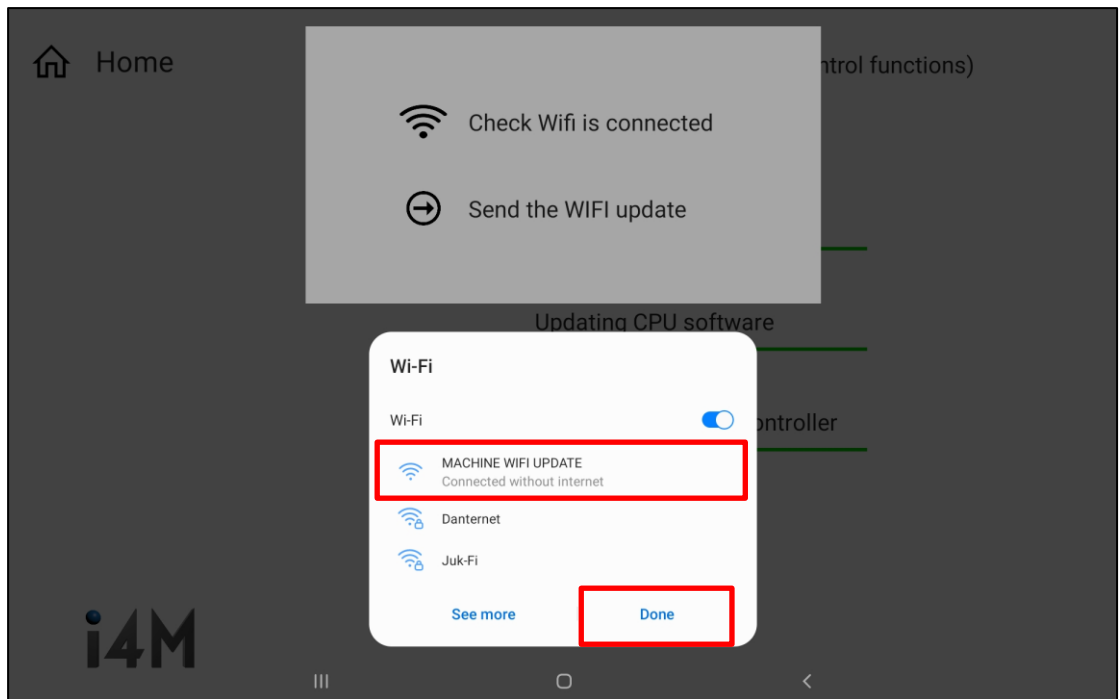 Home
ntrol functions)
Check Wifi is connected
Send the WIFI update
Updating CPU software
ontroller
Wi-Fi
Wi-Fi
MACHINE WIFI UPDATE
Connected without internet
Danternet
Juk-Fi
See more Done
i4M